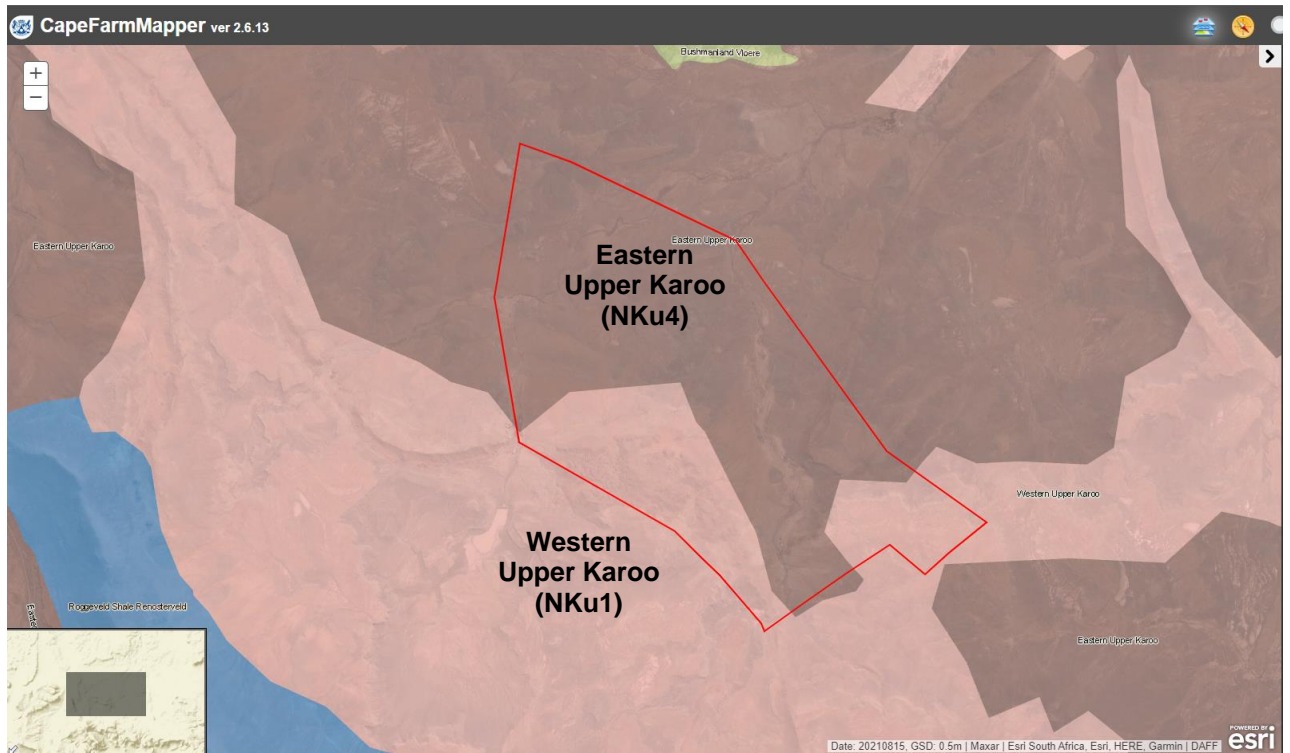 CapeFarmMapper ver 2.6.13
Bushmanland Vloere
Eastern Upper Karoo
Eastern Upper Karoo
Eastern
Upper Karoo
(NKu4)
Western Upper Karoo
Western
Upper Karoo
(NKu1)
Roggeveld Shale Renosterveld
Eastern Upper Karoo
POWERED BY
esri
Date: 20210815, GSD: 0.5m | Maxar | Esri South Africa, Esri, HERE, Garmin | DAFF